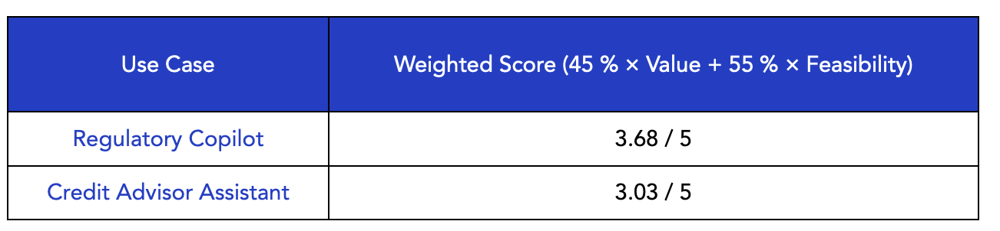 Use Case
Weighted Score (45 % × Value + 55 % × Feasibility)
Regulatory Copilot
3.68 / 5
Credit Advisor Assistant
3.03 / 5